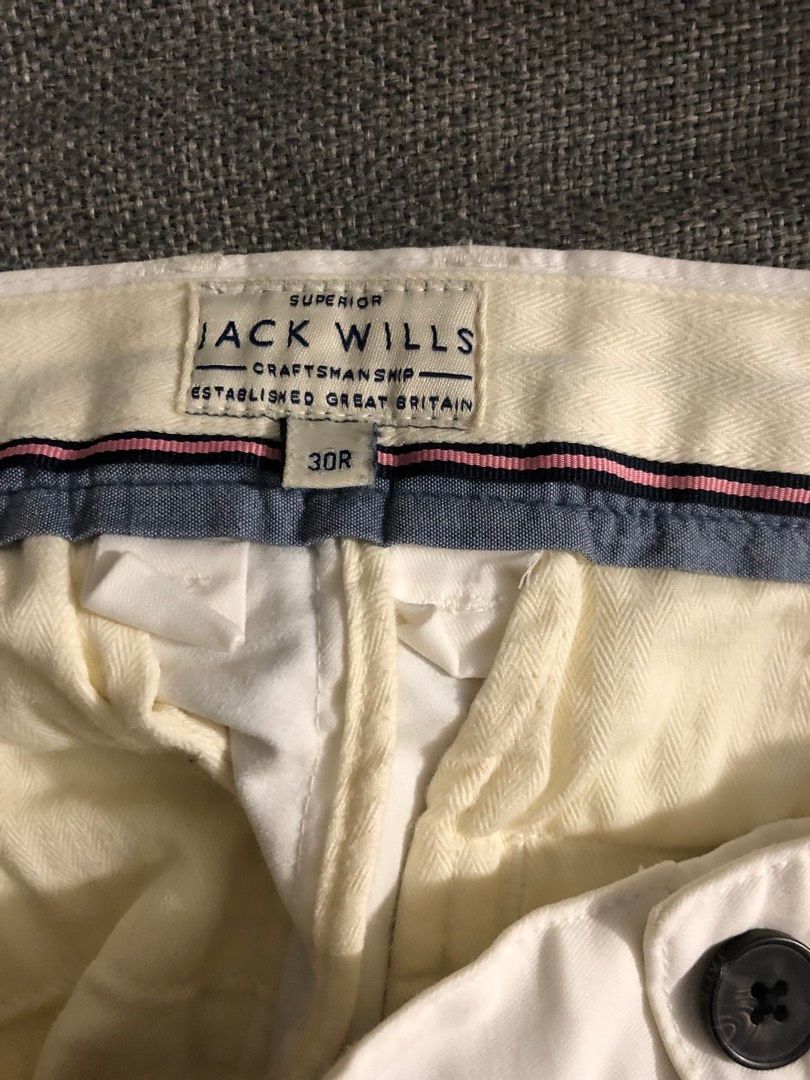 SUPERIOR
JACK WILLS
CRAFTSMANSHIP
ESTABLISHED GREAT BRITAIN
30R